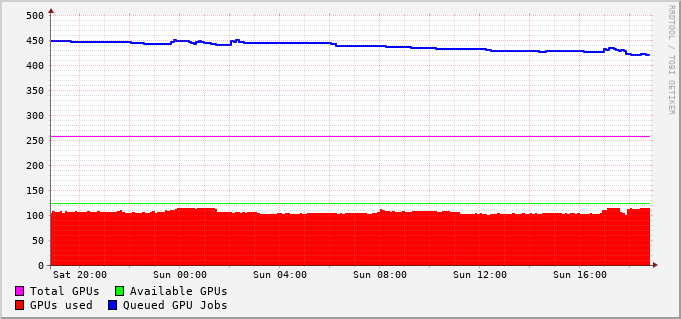 500
450
400
350
300
250
200
150
100
50
0
Sat 20:00 Sun 00:00 Sun 04:00 Sun 08:00 Sun 12:00 Sun 16:00
Total GPUs Available GPUs
GPUs used Queued GPU Jobs
RRDTOOL / TOBI OETIKER